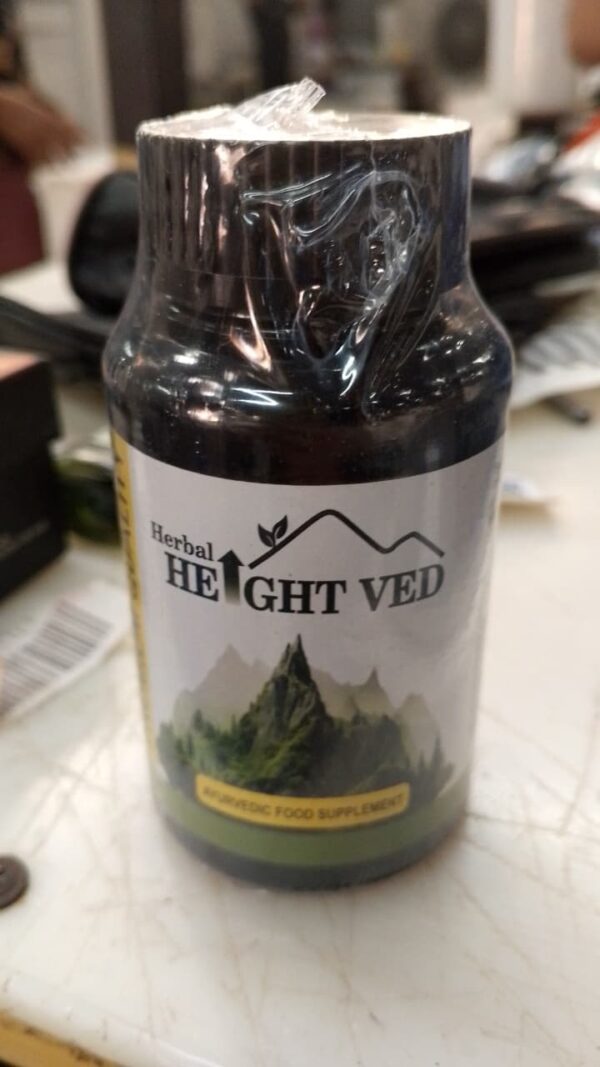 Herbal
HEIGHT VED
AYURVEDIC FOOD SUPPLEMENT